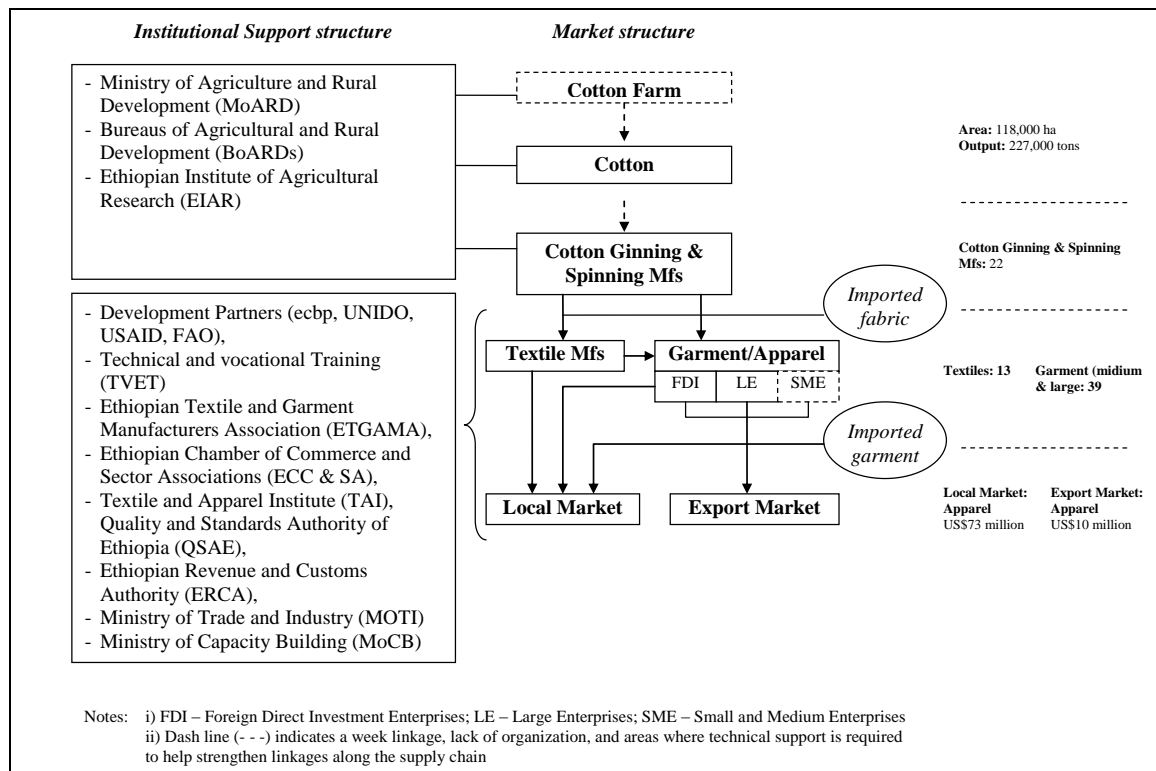 Institutional Support structure
Market structure
- Ministry of Agriculture and Rural
Development (MoARD)
- Bureaus of Agricultural and Rural
Development (BoARDs)
- Ethiopian Institute of Agricultural
Research (EIAR)
- Development Partners (ecbp, UNIDO,
USAID, FAO),
- Technical and vocational Training
(TVET)
- Ethiopian Textile and Garment
Manufacturers Association (ETGAMA),
- Ethiopian Chamber of Commerce and
Sector Associations (ECC & SA),
- Textile and Apparel Institute (TAI),
Quality and Standards Authority of
Ethiopia (QSAE),
- Ethiopian Revenue and Customs
Authority (ERCA),
- Ministry of Trade and Industry (MOTI)
- Ministry of Capacity Building (MoCB)
Cotton Farm
Cotton
Cotton Ginning &
Spinning Mfs
Imported
fabric
Textile Mfs
Garment/Apparel
FDI
LE
SME
Imported
garment
Local Market
Export Market
Area: 118,000 ha
Output: 227,000 tons
Cotton Ginning & Spinning
Mfs: 22
Textiles: 13
Garment (midium
& large: 39
Local Market:
Apparel
US$73 million
Export Market:
Apparel
US$10 million
Notes: i) FDI – Foreign Direct Investment Enterprises; LE – Large Enterprises; SME – Small and Medium Enterprises
ii) Dash line (- - -) indicates a week linkage, lack of organization, and areas where technical support is required
to help strengthen linkages along the supply chain